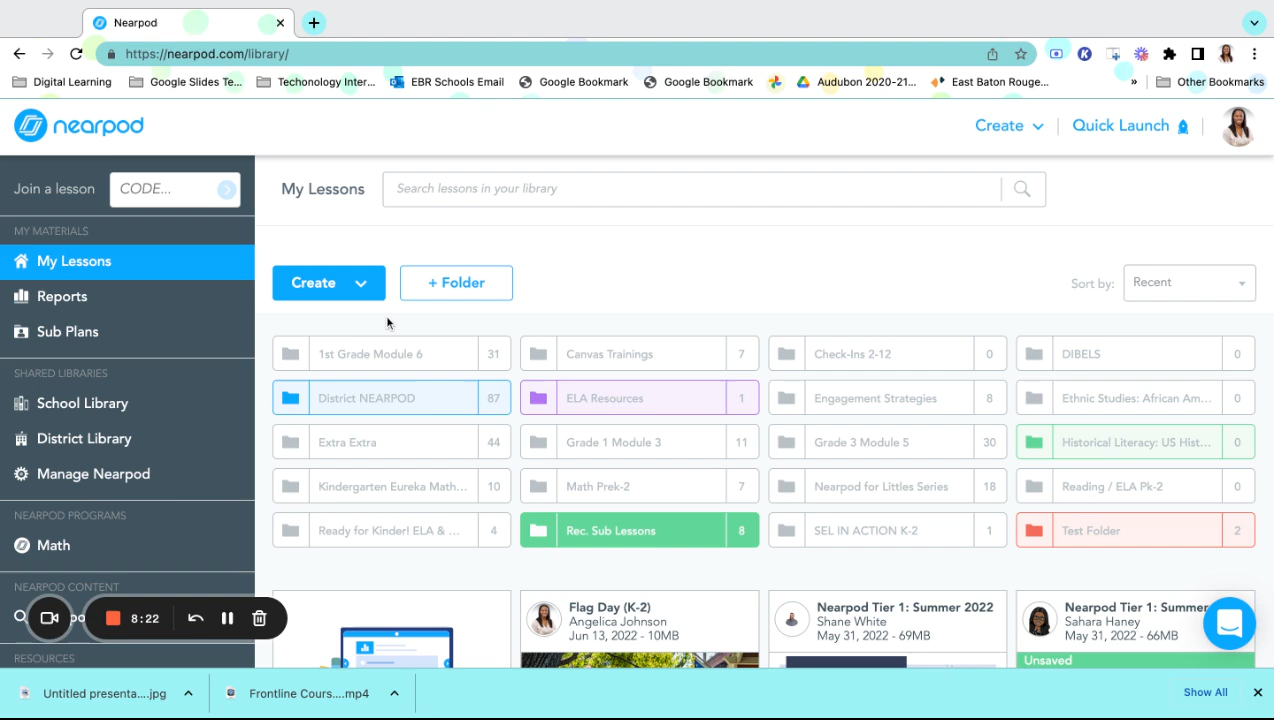 Nearpod
https://nearpod.com/library/
Digital Learning
Google Slides Te...
Techonology Inter...
EBR Schools Email
Google Bookmark
Google Bookmark
Audubon 2020-21...
East Baton Rouge...
»
Other Bookmarks
nearpod
Create
Quick Launch
Join a lesson
CODE...
MY MATERIALS
My Lessons
Reports
Sub Plans
SHARED LIBRARIES
School Library
District Library
Manage Nearpod
NEARPOD PROGRAMS
Math
NEARPOD CONTENT
8:22
RESOURCES
My Lessons
Search lessons in your library
Create
+ Folder
Sort by:
Recent
1st Grade Module 6 31
Canvas Trainings 7
Check-Ins 2-12 0
DIBELS 0
District NEARPOD 87
ELA Resources 1
Engagement Strategies 8
Ethnic Studies: African Am... 0
Extra Extra 44
Grade 1 Module 3 11
Grade 3 Module 5 30
Historical Literacy: US Hist... 0
Kindergarten Eureka Math... 10
Math Prek-2 7
Nearpod for Littles Series 18
Reading / ELA Pk-2 0
Ready for Kinder! ELA & ... 4
Rec. Sub Lessons 8
SEL IN ACTION K-2 1
Test Folder 2
Flag Day (K-2)
Angelica Johnson
Jun 13, 2022 - 10MB
Nearpod Tier 1: Summer 2022
Shane White
May 31, 2022 - 69MB
Nearpod Tier 1: Summer
Sahara Haney
May 31, 2022 - 66MB
Unsaved
Untitled presenta....jpg
Frontline Cours....mp4
Show All